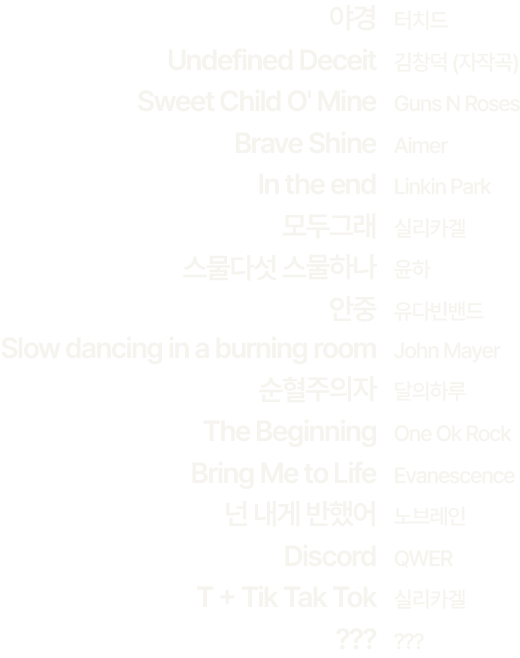 야경 터치드
Undefined Deceit 김창덕 (자작곡)
Sweet Child O' Mine Guns N Roses
Brave Shine Aimer
In the end Linkin Park
모두그래 실리카겔
스물다섯 스물하나 윤하
안중 유다빈밴드
Slow dancing in a burning room John Mayer
순혈주의자 달의하루
The Beginning One Ok Rock
Bring Me to Life Evanescence
넌 내게 반했어 노브레인
Discord QWER
T + Tik Tak Tok 실리카겔
??? ???